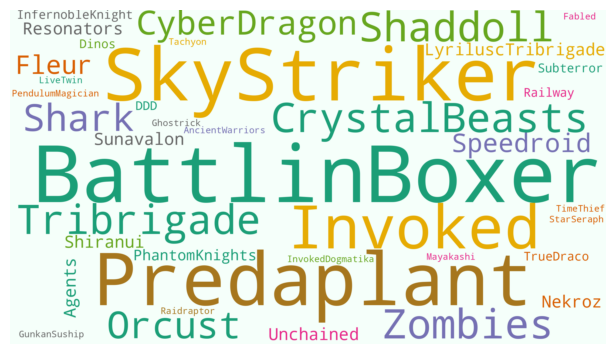 InfernobleKnight
CyberDragon
Shaddoll
Fabled
Resonators
Dinos
Tachyon
LyriluscTribrigade
Fleur
SkyStriker
Subterror
LiveTwin
PendulumMagician
DDD
Railway
Shark
Ghostrick
CrystalBeasts
AncientWarriors
Sunavalon
Speedroid
BattlinBoxer
Tribrigade
Invoked
TimeThief
StarSeraph
Shiranui
PhantomKnights
InvokedDogmatika
Mayakashi
TrueDraco
Agents
Predaplant
Nekroz
Raidraptor
Orcust
Unchained
Zombies
GunkanSuship